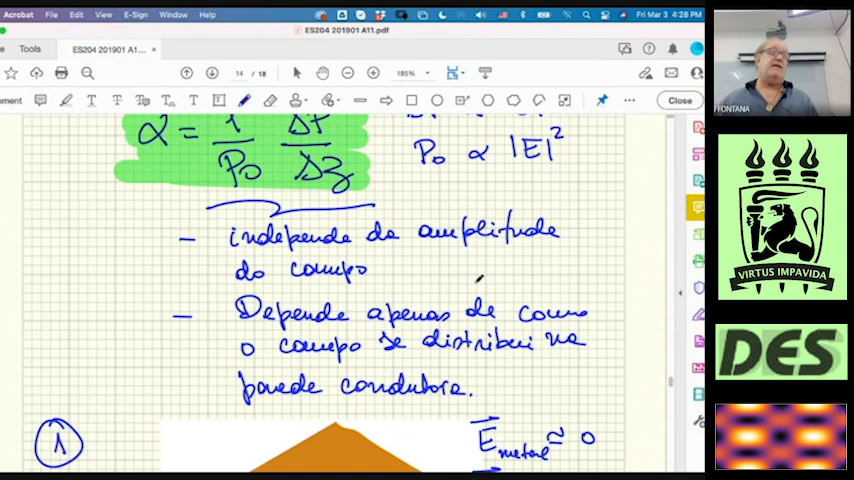 Acrobat File Edit View E-Sign Window Help Fri Mar 3 4:28 PM
ES204 201901 A11.pdf
Tools ES204 201901 A1... ×
14 / 18 185%
mment Close
α = 1/P0 ΔP/Δz
P0 α |E|²
- independe da amplitude
do campo
- Depende apenas de como
o campo se distribui na
parede condutora.
1
E metal ≈ 0
FONTANA
VIRTUS IMPAVIDA
DES